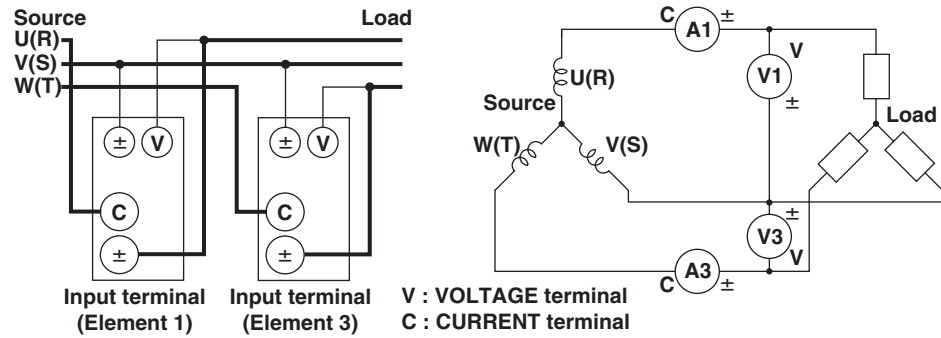 Source
Load
U(R)
V(S)
W(T)
± V
± V
C
C
±
±
Input terminal
(Element 1)
Input terminal
(Element 3)
C A1 ±
V
V1
±
U(R)
Source
Load
W(T)
V(S)
±
V3
V
C A3 ±
V : VOLTAGE terminal
C : CURRENT terminal